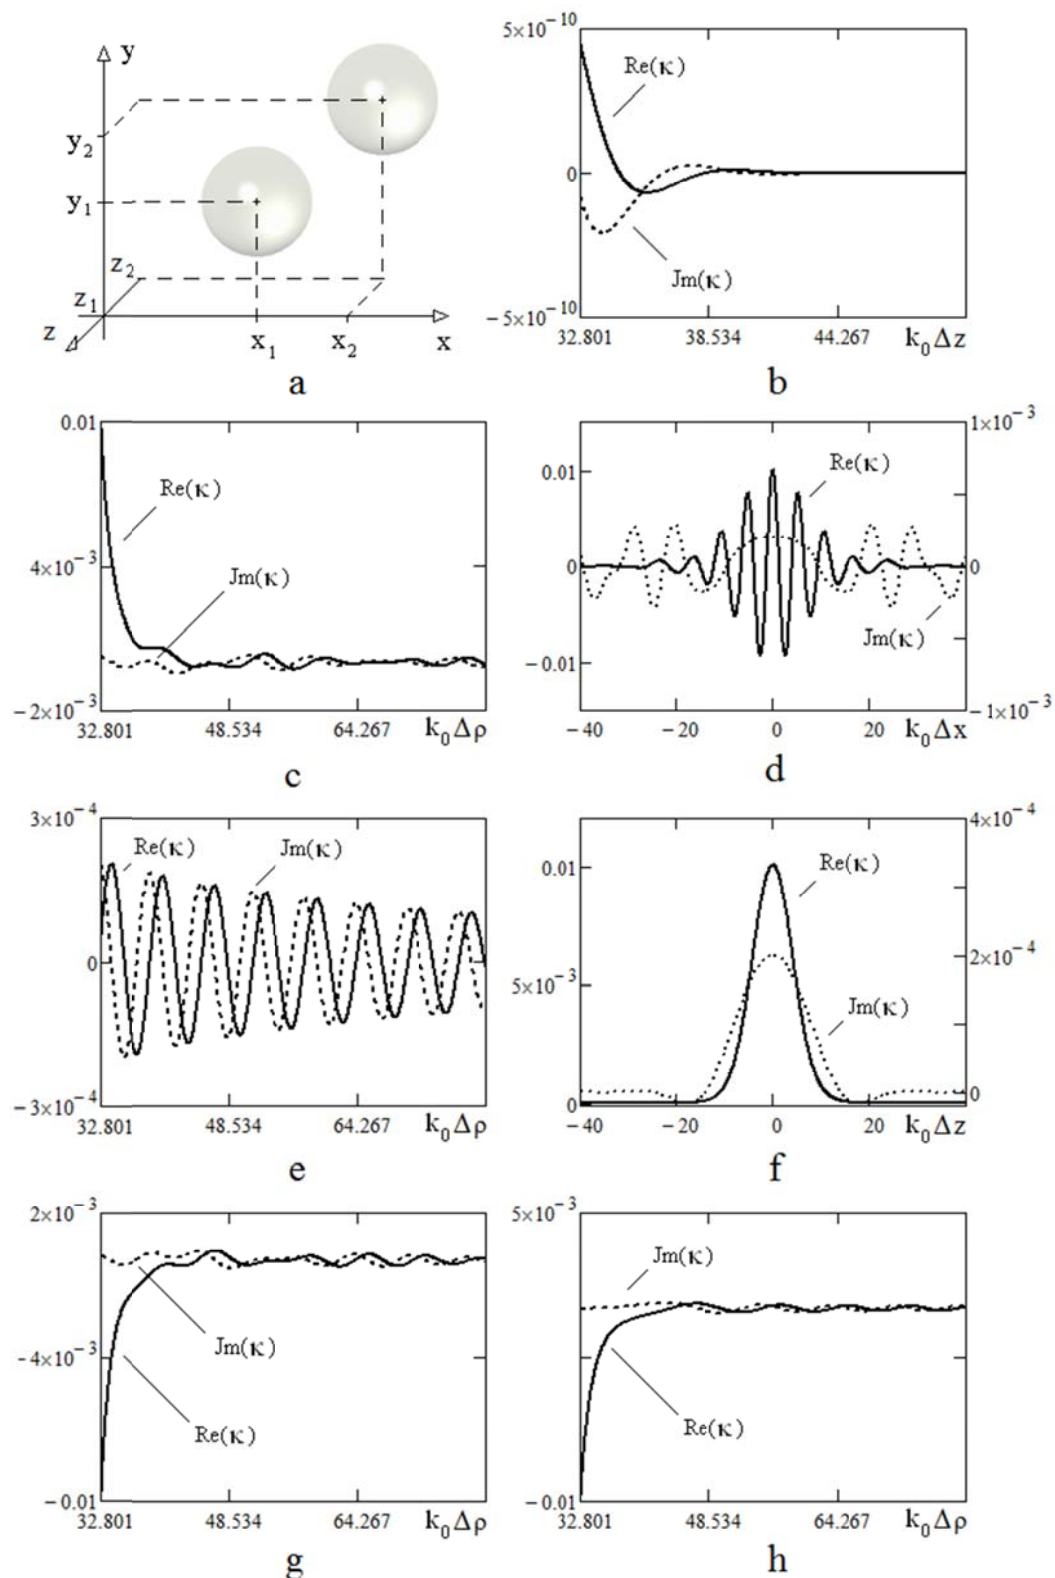 y
y₂
y₁
z₂
z₁
z
x₁
x₂
x
a
5×10⁻¹⁰
Re(κ)
0
Jm(κ)
−5×10⁻¹⁰
32.801 38.534 44.267 k₀Δz
b
0.01
Re(κ)
4×10⁻³
Jm(κ)
−2×10⁻³
32.801 48.534 64.267 k₀Δρ
c
1×10⁻³
0.01
Re(κ)
0 0
Jm(κ)
−0.01
−1×10⁻³
−40 −20 0 20 k₀Δx
d
3×10⁻⁴
Re(κ) Jm(κ)
0
−3×10⁻⁴
32.801 48.534 64.267 k₀Δρ
e
4×10⁻⁴
0.01
Re(κ)
2×10⁻⁴
5×10⁻³
Jm(κ)
0 0
−40 −20 0 20 k₀Δz
f
2×10⁻³
Jm(κ)
−4×10⁻³
Re(κ)
−0.01
32.801 48.534 64.267 k₀Δρ
g
5×10⁻³
Jm(κ)
Re(κ)
−0.01
32.801 48.534 64.267 k₀Δρ
h